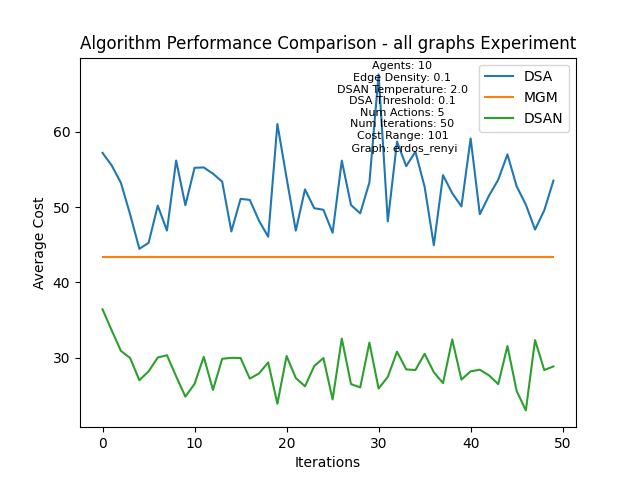 Algorithm Performance Comparison - all graphs Experiment
Agents: 10
Edge Density: 0.1
DSAN Temperature: 2.0
DSA Threshold: 0.1
Num Actions: 5
Num Iterations: 50
Cost Range: 101
Graph: erdos_renyi
DSA
MGM
DSAN
Average Cost
60
50
40
30
0 10 20 30 40 50
Iterations